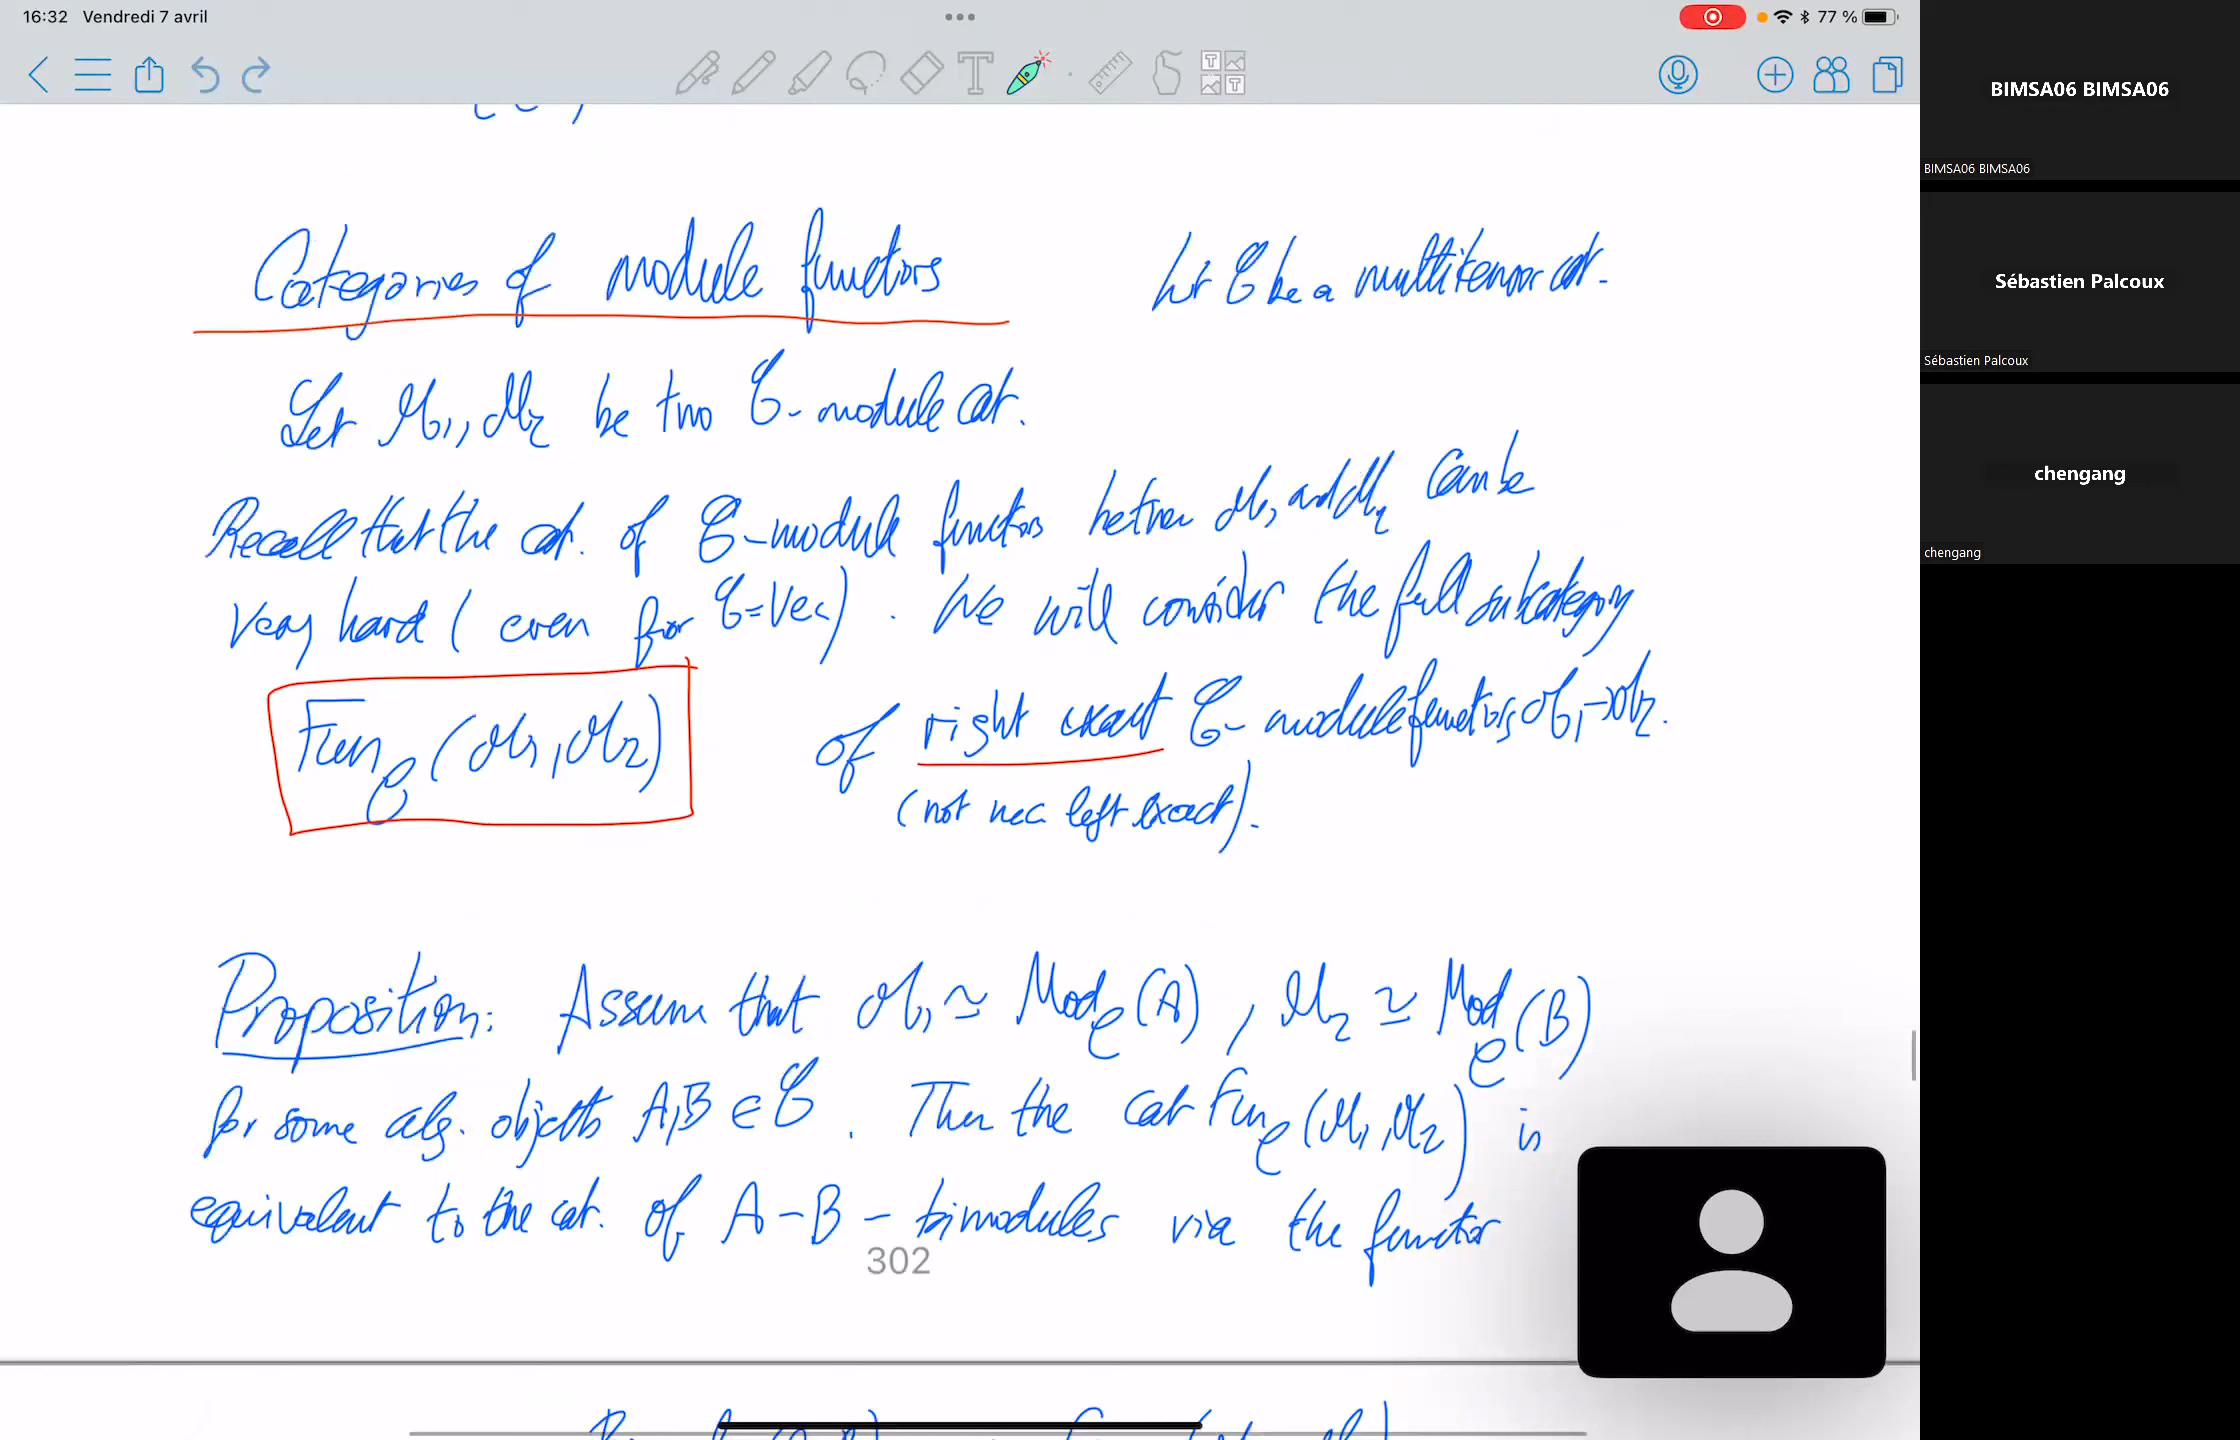 16:32 Vendredi 7 avril
77 %
Categories of module functors
Let 𝒞 be a multitensor cat.
Let ℳ₁, ℳ₂ be two 𝒞-module cat.
Recall that the cat. of 𝒞-module functors between ℳ₁ and ℳ₂ can be
very hard (even for 𝒞=Vec). We will consider the full subcategory
Fun_𝒞(ℳ₁, ℳ₂) of right exact 𝒞-module functors ℳ₁→ℳ₂.
(not nec. left exact).
Proposition: Assume that ℳ₁ ≃ Mod_𝒞(A), ℳ₂ ≃ Mod_𝒞(B)
for some alg. objects A, B ∈ 𝒞. Then the cat Fun_𝒞(ℳ₁, ℳ₂) is
equivalent to the cat. of A-B-bimodules via the functor
302
BIMSA06 BIMSA06
BIMSA06 BIMSA06
Sébastien Palcoux
Sébastien Palcoux
chengang
chengang